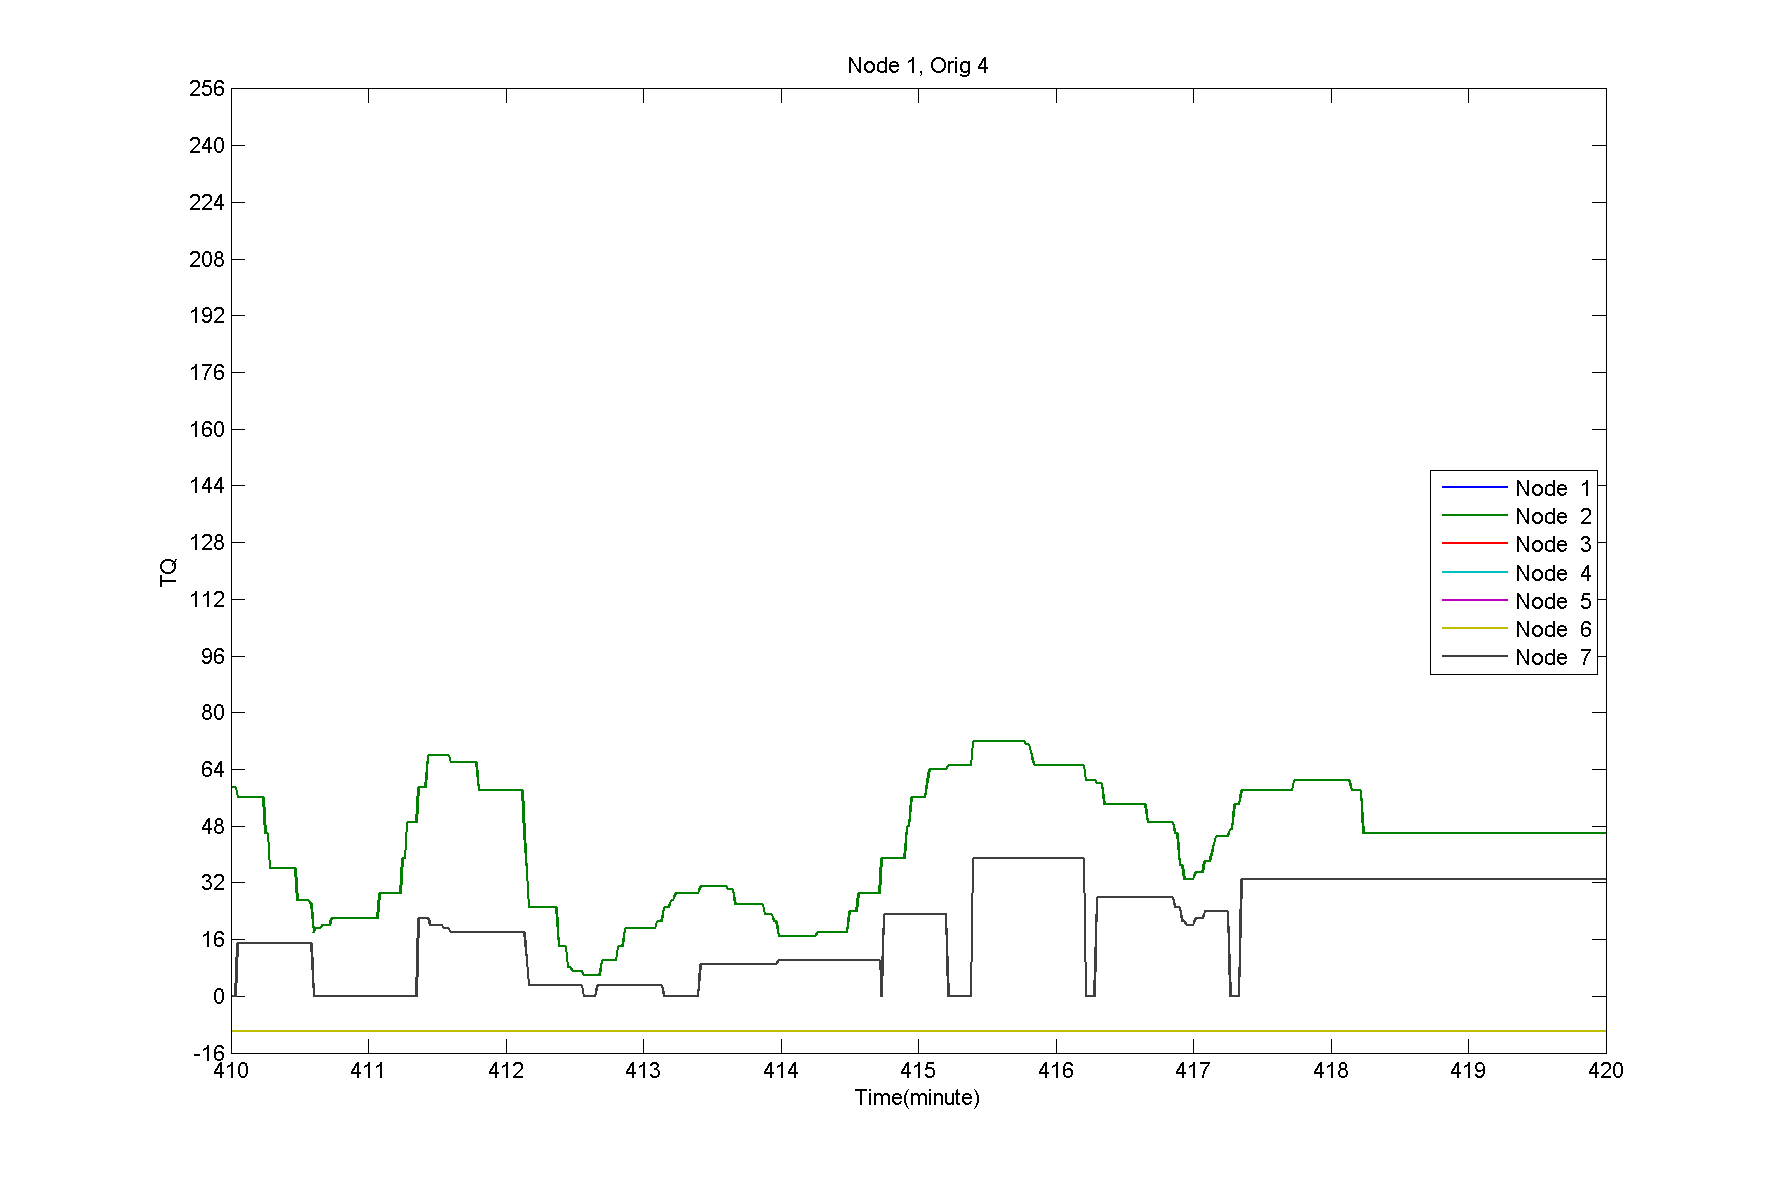 Node 1, Orig 4
256
240
224
208
192
176
160
144
128
112
96
80
64
48
32
16
0
-16
TQ
Node 1
Node 2
Node 3
Node 4
Node 5
Node 6
Node 7
410 411 412 413 414 415 416 417 418 419 420
Time(minute)